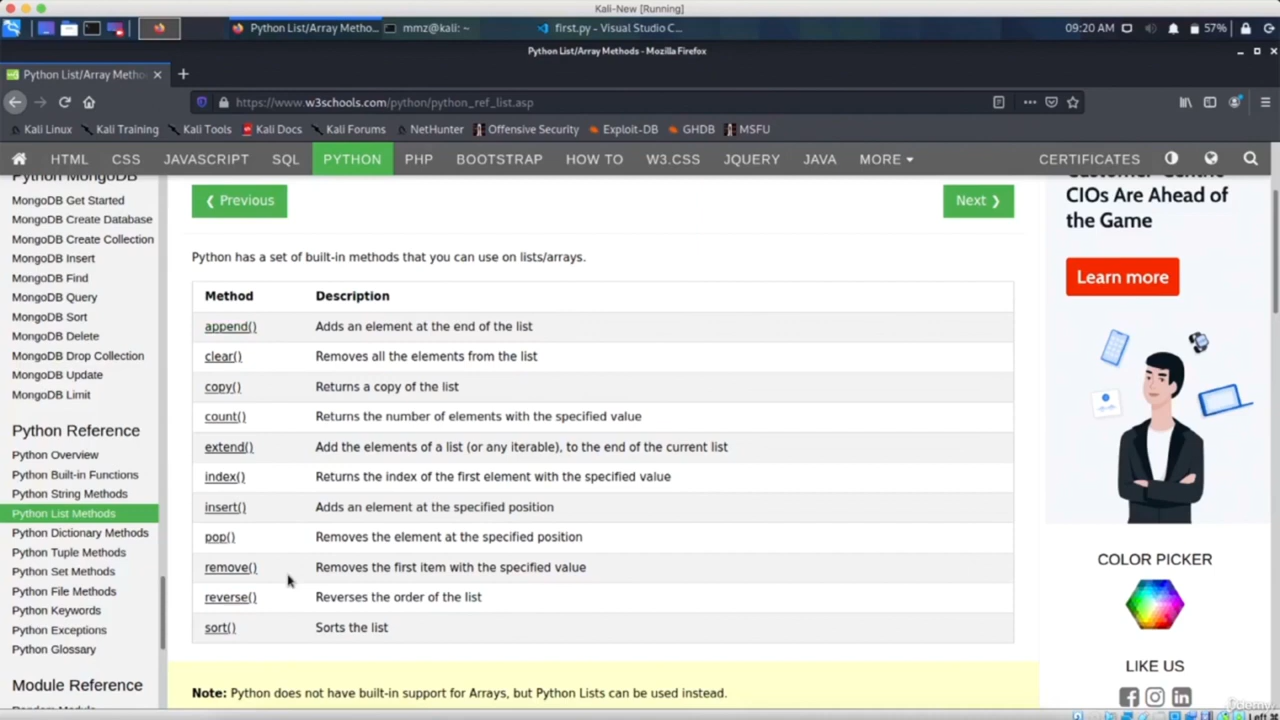 Kali-New [Running]
Python List/Array Metho... mmz@kali: ~ first.py - Visual Studio C... 09:20 AM 57%
Python List/Array Methods - Mozilla Firefox
Python List/Array Metho
https://www.w3schools.com/python/python_ref_list.asp
Kali Linux Kali Training Kali Tools Kali Docs Kali Forums NetHunter Offensive Security Exploit-DB GHDB MSFU
HTML CSS JAVASCRIPT SQL PYTHON PHP BOOTSTRAP HOW TO W3.CSS JQUERY JAVA MORE CERTIFICATES
Python MongoDB
MongoDB Get Started
MongoDB Create Database
MongoDB Create Collection
MongoDB Insert
MongoDB Find
MongoDB Query
MongoDB Sort
MongoDB Delete
MongoDB Drop Collection
MongoDB Update
MongoDB Limit
Python Reference
Python Overview
Python Built-in Functions
Python String Methods
Python List Methods
Python Dictionary Methods
Python Tuple Methods
Python Set Methods
Python File Methods
Python Keywords
Python Exceptions
Python Glossary
Module Reference
Random Module
❮ Previous Next ❯
Python has a set of built-in methods that you can use on lists/arrays.
Method Description
append() Adds an element at the end of the list
clear() Removes all the elements from the list
copy() Returns a copy of the list
count() Returns the number of elements with the specified value
extend() Add the elements of a list (or any iterable), to the end of the current list
index() Returns the index of the first element with the specified value
insert() Adds an element at the specified position
pop() Removes the element at the specified position
remove() Removes the first item with the specified value
reverse() Reverses the order of the list
sort() Sorts the list
Note: Python does not have built-in support for Arrays, but Python Lists can be used instead.
Customer-Centric
CIOs Are Ahead of
the Game
Learn more
COLOR PICKER
LIKE US
Udemy
Left ⌘